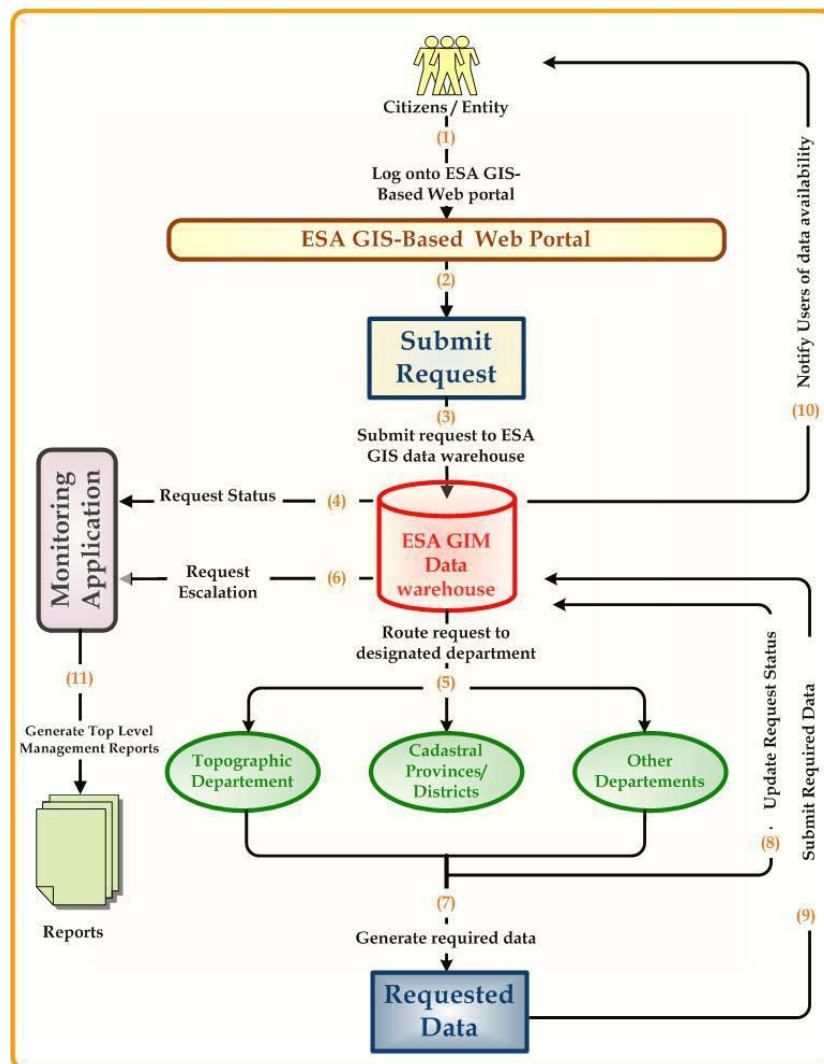 Citizens / Entity
(1)
Log onto ESA GIS-
Based Web portal
ESA GIS-Based Web Portal
(2)
Submit
Request
(3)
Submit request to ESA
GIS data warehouse
Notify Users of data availability
(10)
Monitoring
Application
Request Status
(4)
ESA GIM
Data
warehouse
Request
Escalation
(6)
Route request to
designated department
(5)
(11)
Generate Top Level
Management Reports
Reports
Topographic
Departement
Cadastral
Provinces/
Districts
Other
Departements
Update Request Status
(8)
Submit Required Data
(9)
(7)
Generate required data
Requested
Data